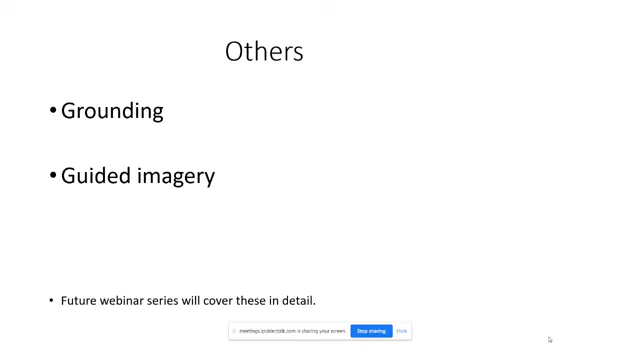 Others
• Grounding
• Guided imagery
• Future webinar series will cover these in detail.
is sharing your screen. Stop sharing Hide